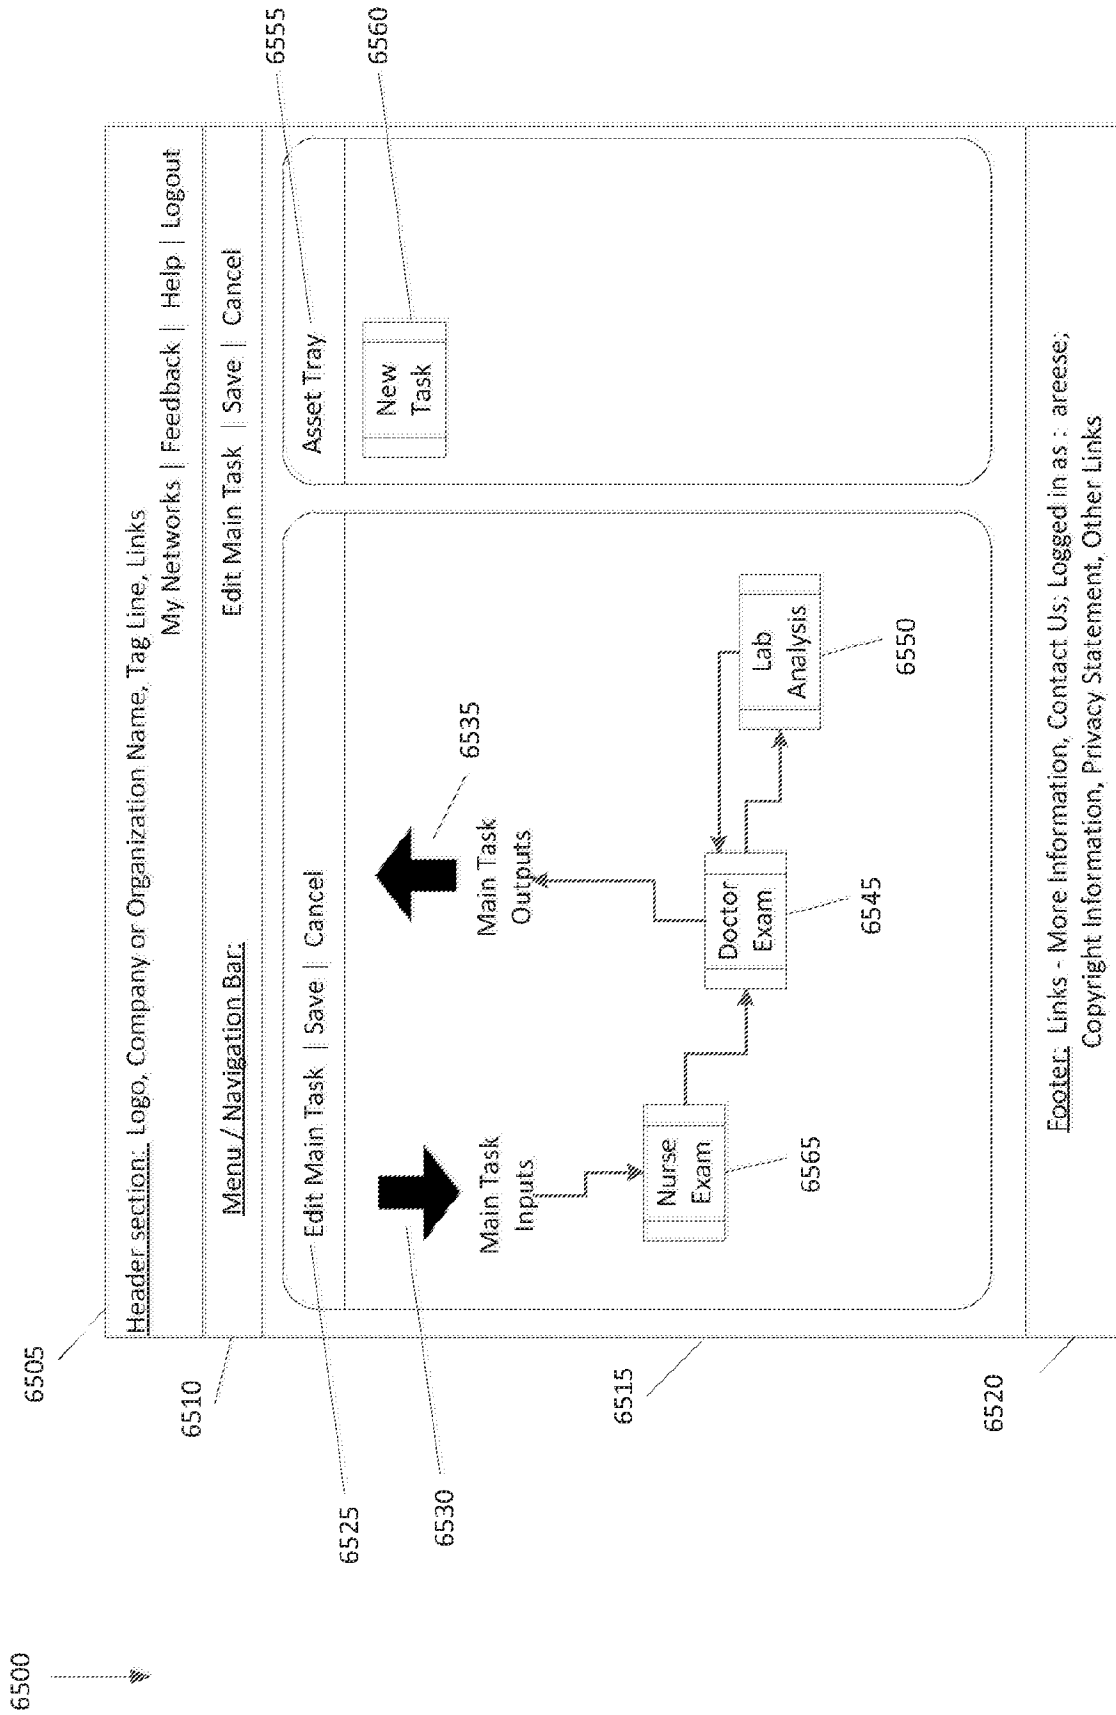 6500
6505
Header section: Logo, Company or Organization Name, Tag Line, Links
My Networks | Feedback | Help | Logout
6510
Menu / Navigation Bar:
Edit Main Task | Save | Cancel
6525
Edit Main Task | Save | Cancel
6530
Main Task
Inputs
6535
Main Task
Outputs
6515
Nurse
Exam
6565
Doctor
Exam
6545
Lab
Analysis
6550
Asset Tray
6555
New
Task
6560
6520
Footer: Links - More Information, Contact Us; Logged in as : areese;
Copyright Information, Privacy Statement, Other Links